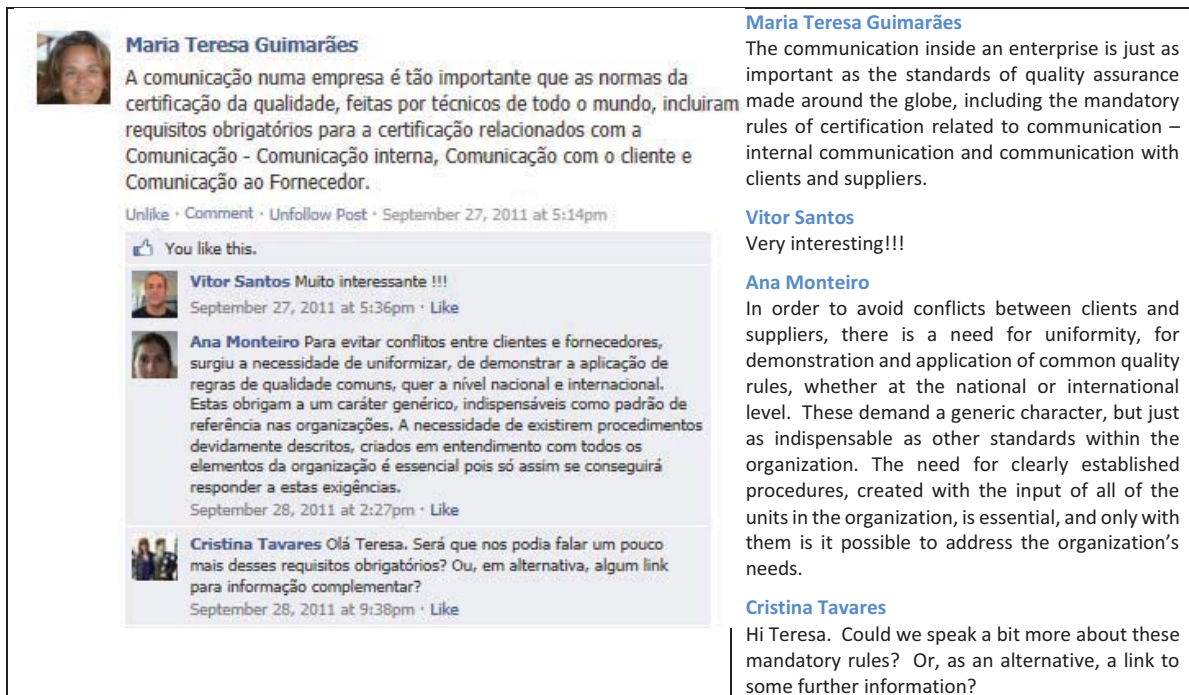 Maria Teresa Guimarães
A comunicação numa empresa é tão importante que as normas da
certificação da qualidade, feitas por técnicos de todo o mundo, incluiram
requisitos obrigatórios para a certificação relacionados com a
Comunicação - Comunicação interna, Comunicação com o cliente e
Comunicação ao Fornecedor.
Unlike · Comment · Unfollow Post · September 27, 2011 at 5:14pm
You like this.
Vitor Santos Muito interessante !!!
September 27, 2011 at 5:36pm · Like
Ana Monteiro Para evitar conflitos entre clientes e fornecedores,
surgiu a necessidade de uniformizar, de demonstrar a aplicação de
regras de qualidade comuns, quer a nível nacional e internacional.
Estas obrigam a um caráter genérico, indispensáveis como padrão de
referência nas organizações. A necessidade de existirem procedimentos
devidamente descritos, criados em entendimento com todos os
elementos da organização é essencial pois só assim se conseguirá
responder a estas exigências.
September 28, 2011 at 2:27pm · Like
Cristina Tavares Olá Teresa. Será que nos podia falar um pouco
mais desses requisitos obrigatórios? Ou, em alternativa, algum link
para informação complementar?
September 28, 2011 at 9:38pm · Like
Maria Teresa Guimarães
The communication inside an enterprise is just as
important as the standards of quality assurance
made around the globe, including the mandatory
rules of certification related to communication –
internal communication and communication with
clients and suppliers.
Vitor Santos
Very interesting!!!
Ana Monteiro
In order to avoid conflicts between clients and
suppliers, there is a need for uniformity, for
demonstration and application of common quality
rules, whether at the national or international
level. These demand a generic character, but just
as indispensable as other standards within the
organization. The need for clearly established
procedures, created with the input of all of the
units in the organization, is essential, and only with
them is it possible to address the organization’s
needs.
Cristina Tavares
Hi Teresa. Could we speak a bit more about these
mandatory rules? Or, as an alternative, a link to
some further information?